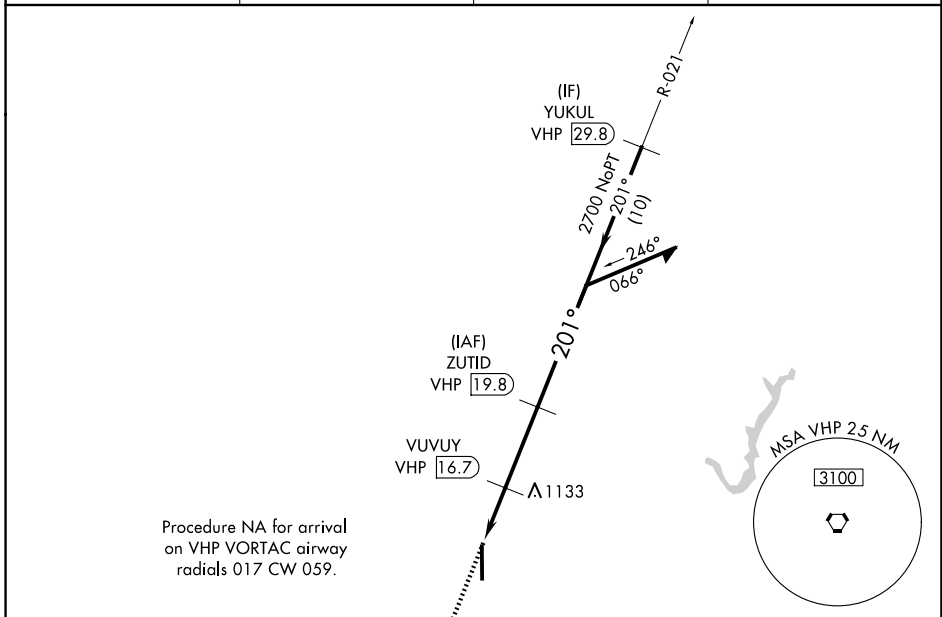 R-021
(IF)
YUKUL
VHP 29.8
2700 NoPT
201°
(10)
246°
066°
201°
(IAF)
ZUTID
VHP 19.8
VUVUY
VHP 16.7
1133
MSA VHP 25 NM
3100
Procedure NA for arrival
on VHP VORTAC airway
radials 017 CW 059.